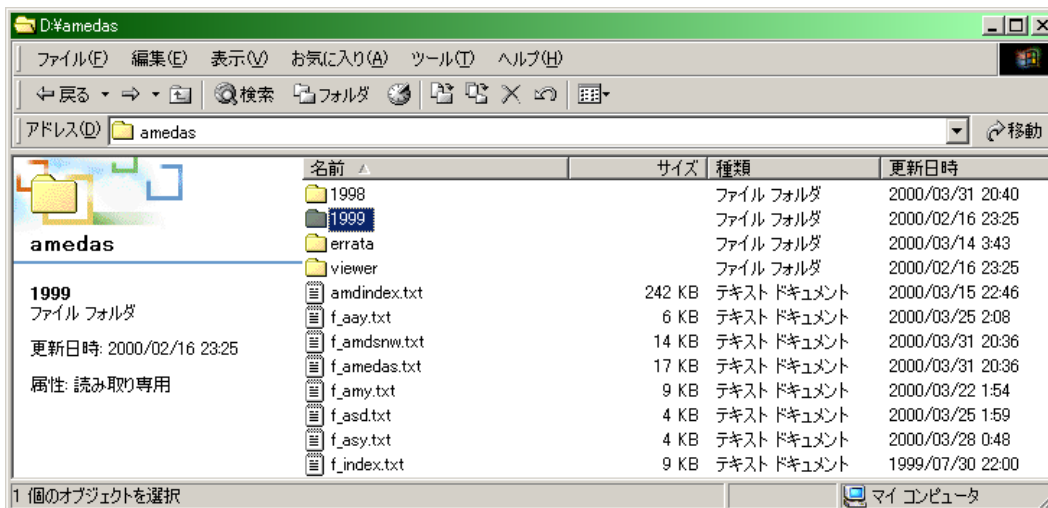 D:¥amedas
ファイル(F) 編集(E) 表示(V) お気に入り(A) ツール(T) ヘルプ(H)
戻る 検索 フォルダ
アドレス(D) amedas 移動
名前 サイズ 種類 更新日時
1998 ファイル フォルダ 2000/03/31 20:40
1999 ファイル フォルダ 2000/02/16 23:25
errata ファイル フォルダ 2000/03/14 3:43
viewer ファイル フォルダ 2000/02/16 23:25
amdindex.txt 242 KB テキスト ドキュメント 2000/03/15 22:46
f_aay.txt 6 KB テキスト ドキュメント 2000/03/25 2:08
f_amdsnw.txt 14 KB テキスト ドキュメント 2000/03/31 20:36
f_amedas.txt 17 KB テキスト ドキュメント 2000/03/31 20:36
f_amy.txt 9 KB テキスト ドキュメント 2000/03/22 1:54
f_asd.txt 4 KB テキスト ドキュメント 2000/03/25 1:59
f_asy.txt 4 KB テキスト ドキュメント 2000/03/28 0:48
f_index.txt 9 KB テキスト ドキュメント 1999/07/30 22:00
amedas
1999
ファイル フォルダ
更新日時: 2000/02/16 23:25
属性: 読み取り専用
1 個のオブジェクトを選択 マイ コンピュータ